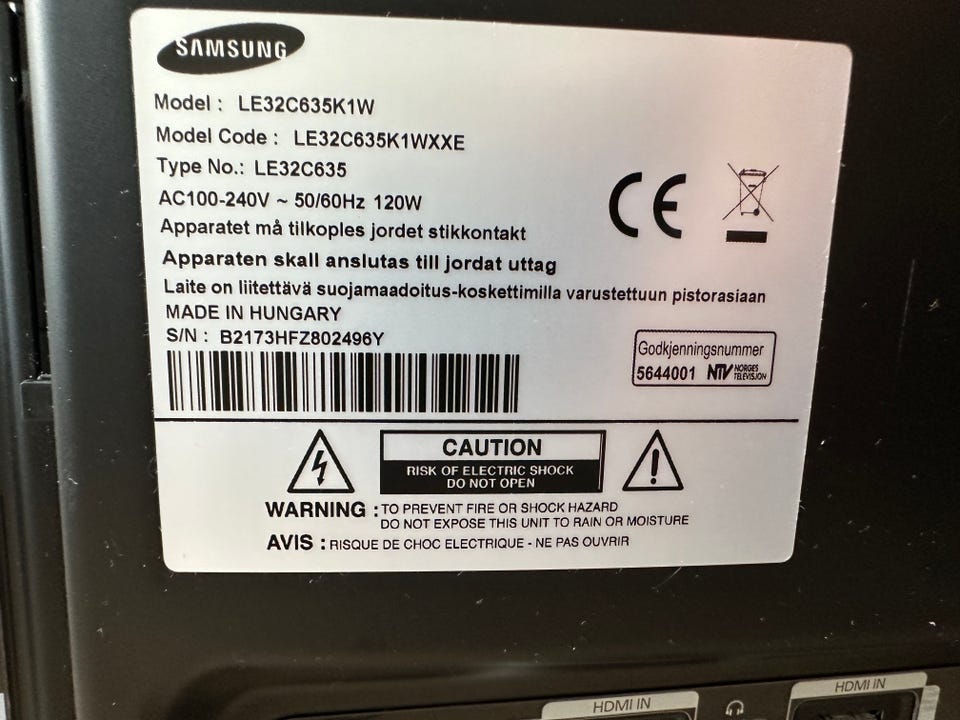 SAMSUNG
Model : LE32C635K1W
Model Code : LE32C635K1WXXE
Type No.: LE32C635
AC100-240V ~ 50/60Hz 120W
Apparatet må tilkoples jordet stikkontakt
Apparaten skall anslutas till jordat uttag
Laite on liitettävä suojamaadoitus-koskettimilla varustettuun pistorasiaan
MADE IN HUNGARY
S/N : B2173HFZ802496Y
CE
Godkjenningsnummer
5644001 NTV NORGES TELEVISJON
CAUTION
RISK OF ELECTRIC SHOCK
DO NOT OPEN
WARNING : TO PREVENT FIRE OR SHOCK HAZARD
DO NOT EXPOSE THIS UNIT TO RAIN OR MOISTURE
AVIS : RISQUE DE CHOC ELECTRIQUE - NE PAS OUVRIR
HDMI IN
HDMI IN